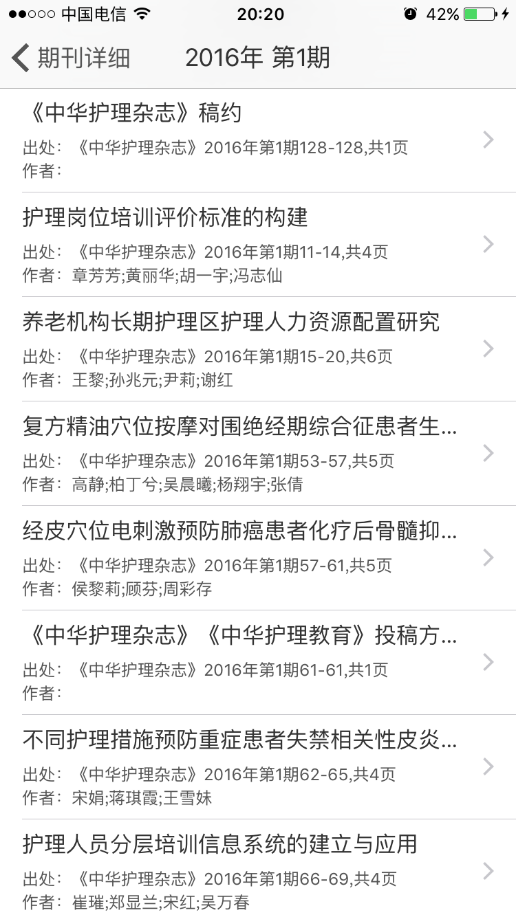 中国电信 20:20 42%
期刊详细 2016年 第1期
《中华护理杂志》稿约
出处：《中华护理杂志》2016年第1期128-128,共1页
作者：
护理岗位培训评价标准的构建
出处：《中华护理杂志》2016年第1期11-14,共4页
作者：章芳芳;黄丽华;胡一宇;冯志仙
养老机构长期护理区护理人力资源配置研究
出处：《中华护理杂志》2016年第1期15-20,共6页
作者：王黎;孙兆元;尹莉;谢红
复方精油穴位按摩对围绝经期综合征患者生...
出处：《中华护理杂志》2016年第1期53-57,共5页
作者：高静;柏丁兮;吴晨曦;杨翔宇;张倩
经皮穴位电刺激预防肺癌患者化疗后骨髓抑...
出处：《中华护理杂志》2016年第1期57-61,共5页
作者：侯黎莉;顾芬;周彩存
《中华护理杂志》《中华护理教育》投稿方...
出处：《中华护理杂志》2016年第1期61-61,共1页
作者：
不同护理措施预防重症患者失禁相关性皮炎...
出处：《中华护理杂志》2016年第1期62-65,共4页
作者：宋娟;蒋琪霞;王雪妹
护理人员分层培训信息系统的建立与应用
出处：《中华护理杂志》2016年第1期66-69,共4页
作者：崔璀;郑显兰;宋红;吴万春